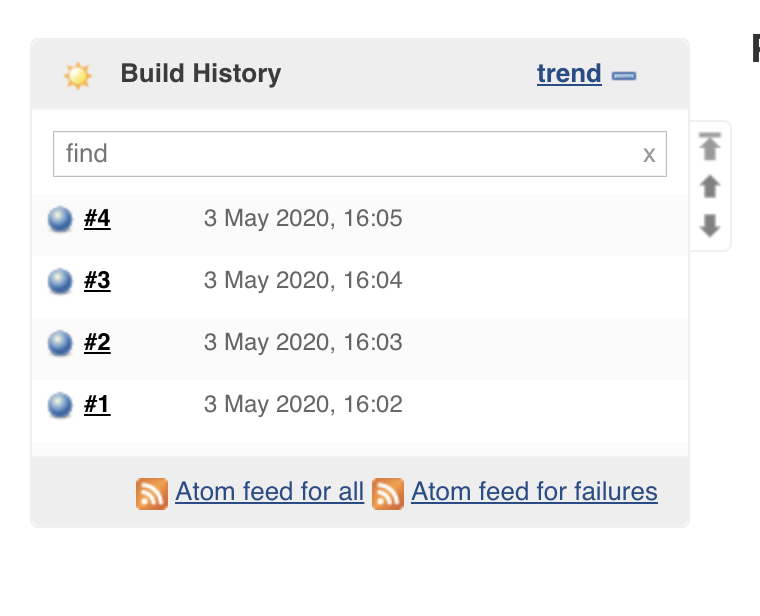 Build History trend
find x
#4 3 May 2020, 16:05
#3 3 May 2020, 16:04
#2 3 May 2020, 16:03
#1 3 May 2020, 16:02
Atom feed for all Atom feed for failures